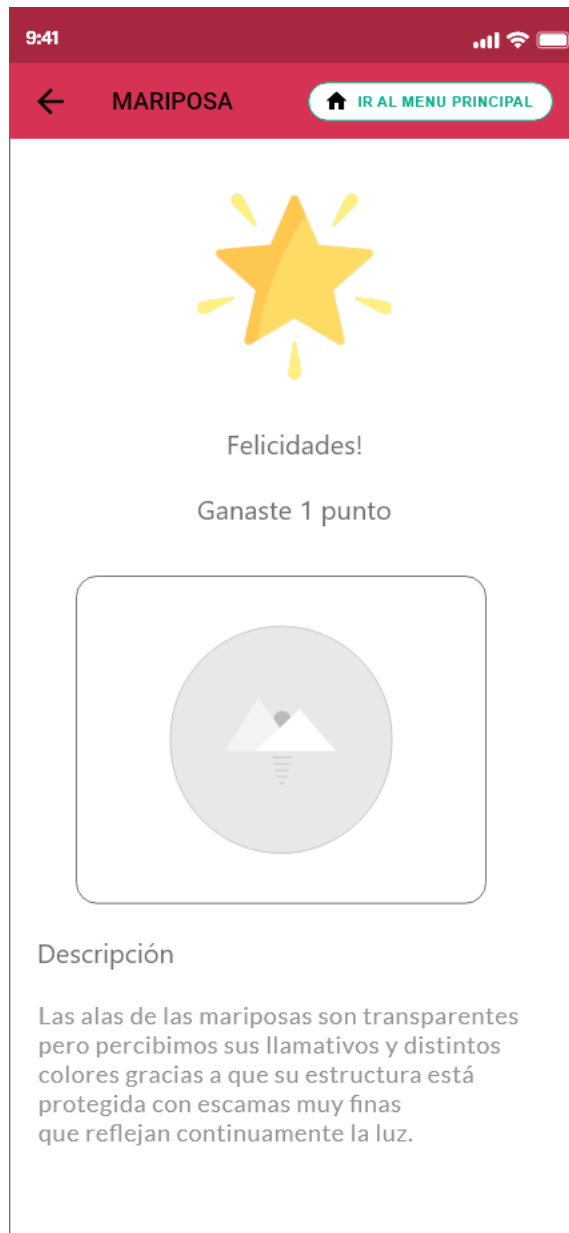 9:41
MARIPOSA
IR AL MENU PRINCIPAL
Felicidades!
Ganaste 1 punto
Descripción
Las alas de las mariposas son transparentes
pero percibimos sus llamativos y distintos
colores gracias a que su estructura está
protegida con escamas muy finas
que reflejan continuamente la luz.